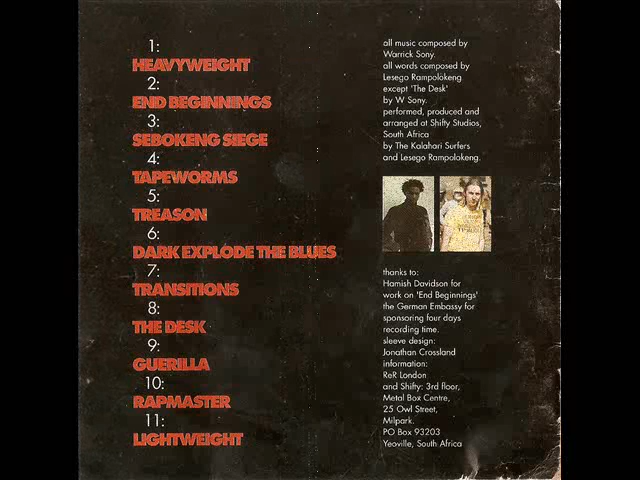 1:
HEAVYWEIGHT
2:
END BEGINNINGS
3:
SEBOKENG SIEGE
4:
TAPEWORMS
5:
TREASON
6:
DARK EXPLODE THE BLUES
7:
TRANSITIONS
8:
THE DESK
9:
GUERILLA
10:
RAPMASTER
11:
LIGHTWEIGHT
all music composed by
Warrick Sony.
all words composed by
Lesego Rampolokeng
except 'The Desk'
by W Sony.
performed, produced and
arranged at Shifty Studios,
South Africa
by The Kalahari Surfers
and Lesego Rampolokeng.
thanks to:
Hamish Davidson for
work on 'End Beginnings'
the German Embassy for
sponsoring four days
recording time.
sleeve design:
Jonathan Crossland
information:
ReR London
and Shifty: 3rd floor,
Metal Box Centre,
25 Owl Street,
Milpark.
PO Box 93203
Yeoville, South Africa